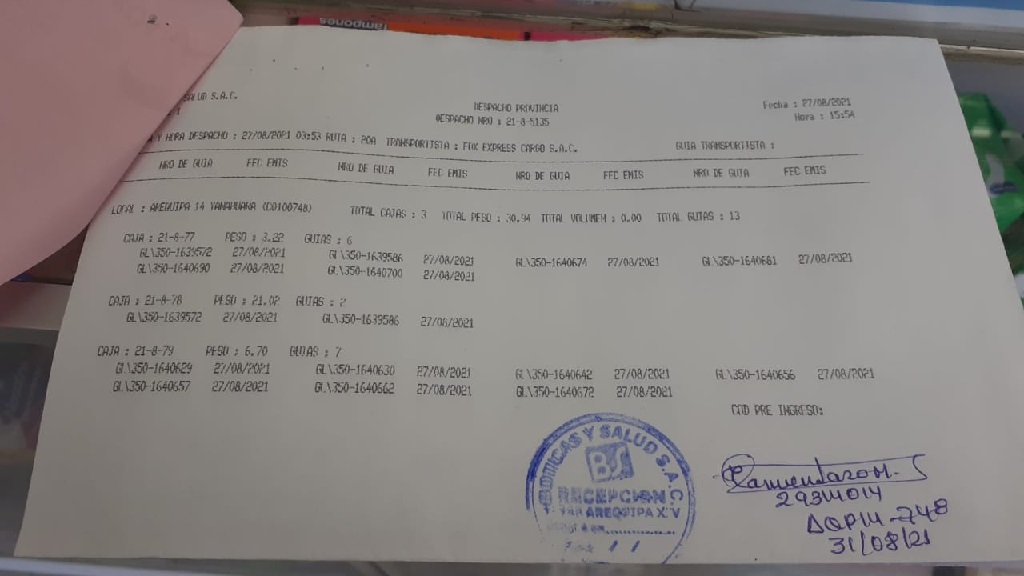 tampones
SALUD S.A.C.
DESPACHO PROVINCIA
Fecha : 27/08/2021
DESPACHO NRO : 21-8-5135
Hora : 15:54
Y HORA DESPACHO : 27/08/2021 03:53 RUTA : 20A TRANSPORTISTA : FOX EXPRESS CARGO S.A.C. GUIA TRANSPORTISTA :
NRO DE GUIA FEC EMIS NRO DE GUIA FEC EMIS NRO DE GUIA FEC EMIS NRO DE GUIA FEC EMIS
LOCAL : AREQUIPA 14 YANAHUARA (C0100748) TOTAL CAJAS : 3 TOTAL PESO : 30.94 TOTAL VOLUMEN : 0.00 TOTAL GUIAS : 13
CAJA : 21-8-77 PESO : 3.22 GUIAS : 6
GL\350-1639572 27/08/2021 GL\350-1639586 27/08/2021 GL\350-1640674 27/08/2021 GL\350-1640681 27/08/2021
GL\350-1640690 27/08/2021 GL\350-1640700 27/08/2021
CAJA : 21-8-78 PESO : 21.02 GUIAS : 2
GL\350-1639572 27/08/2021 GL\350-1639586 27/08/2021
CAJA : 21-8-79 PESO : 6.70 GUIAS : 7
GL\350-1640629 27/08/2021 GL\350-1640630 27/08/2021 GL\350-1640642 27/08/2021 GL\350-1640656 27/08/2021
GL\350-1640657 27/08/2021 GL\350-1640662 27/08/2021 GL\350-1640672 27/08/2021
COD PRE INGRESO:
BOTICAS Y SALUD S.A.C.
BS
RECEPCION
AREQUIPA XIV
29314014
AQP14-748
31/08/21